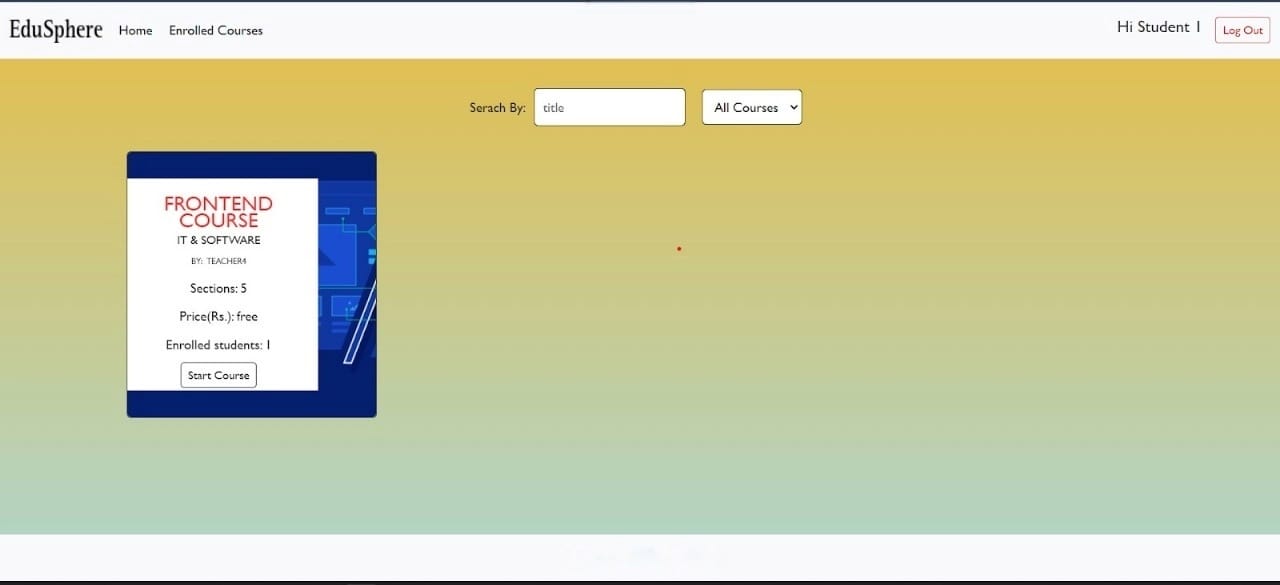 EduSphere Home Enrolled Courses Hi Student 1 Log Out
Serach By: title All Courses
FRONTEND
COURSE
IT & SOFTWARE
BY: TEACHER4
Sections: 5
Price(Rs.): free
Enrolled students: 1
Start Course